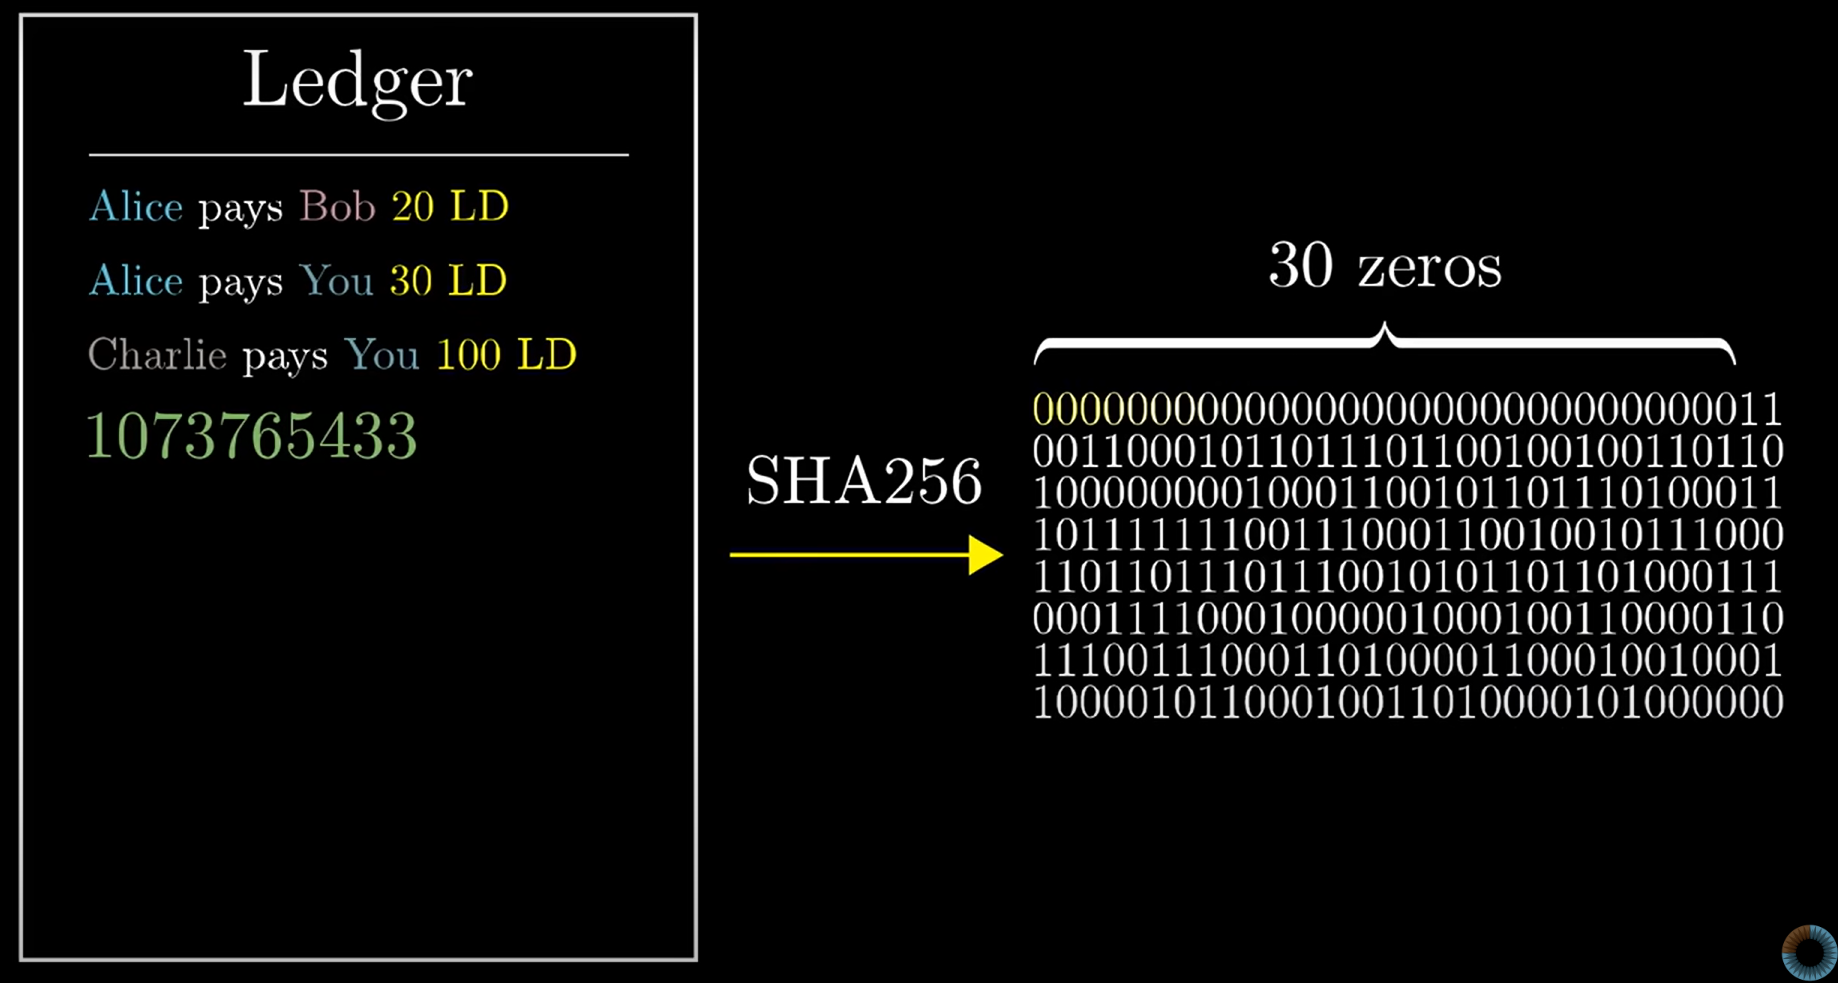 Ledger
Alice pays Bob 20 LD
Alice pays You 30 LD
Charlie pays You 100 LD
1073765433
SHA256
30 zeros
00000000000000000000000000000011
00110001011011101100100100110110
10000000010001100101101110100011
10111111110011100011001001011000
11011011101110010101101101000111
00011110001000001000100110000110
11100111000110100001100010010001
10000101100010011010000101000000